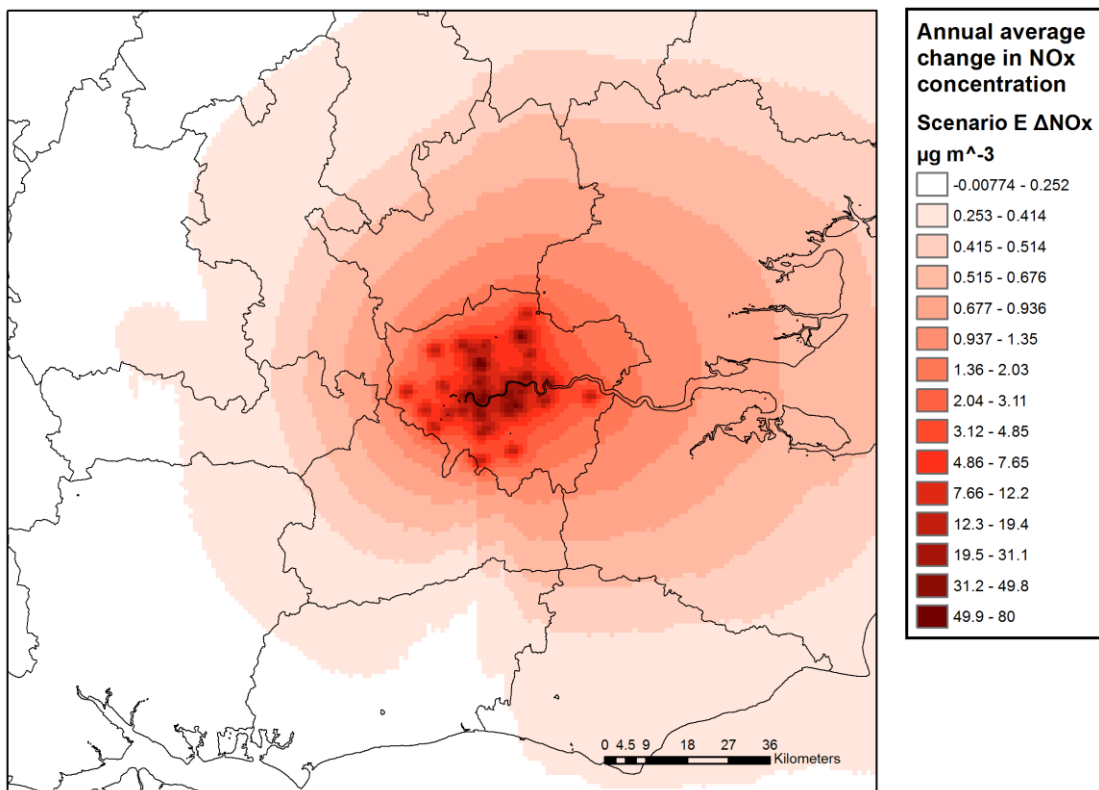 Annual average
change in NOx
concentration
Scenario E ΔNOx
µg m^-3
-0.00774 - 0.252
0.253 - 0.414
0.415 - 0.514
0.515 - 0.676
0.677 - 0.936
0.937 - 1.35
1.36 - 2.03
2.04 - 3.11
3.12 - 4.85
4.86 - 7.65
7.66 - 12.2
12.3 - 19.4
19.5 - 31.1
31.2 - 49.8
49.9 - 80
0 4.5 9 18 27 36
Kilometers